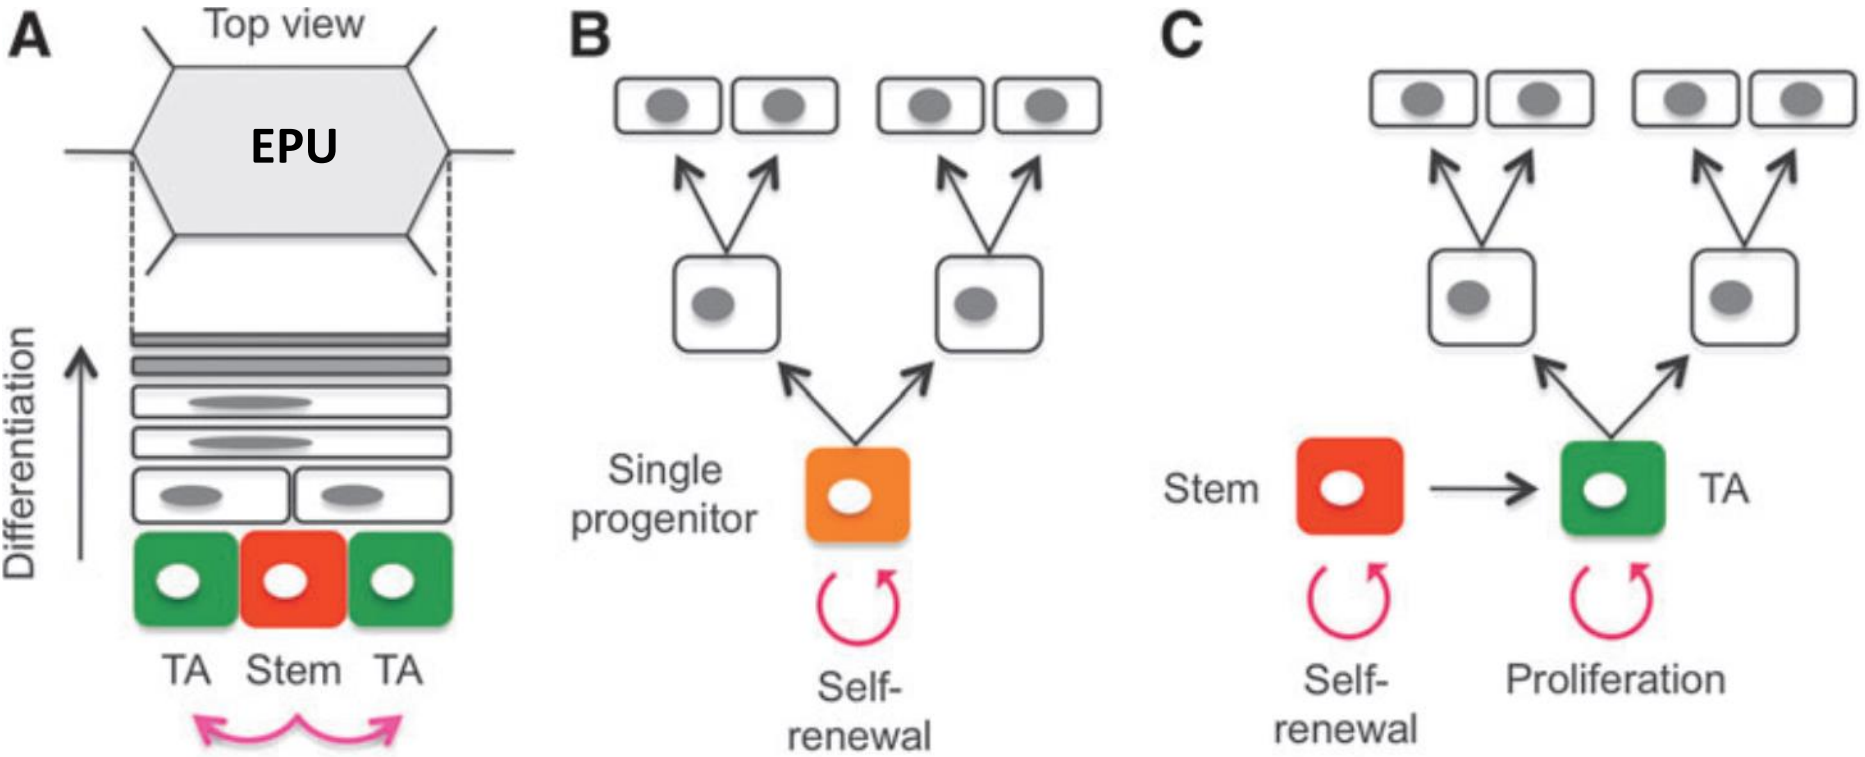 A
Top view
EPU
Differentiation
TA Stem TA
B
Single
progenitor
Self-
renewal
C
Stem
TA
Self-
renewal
Proliferation